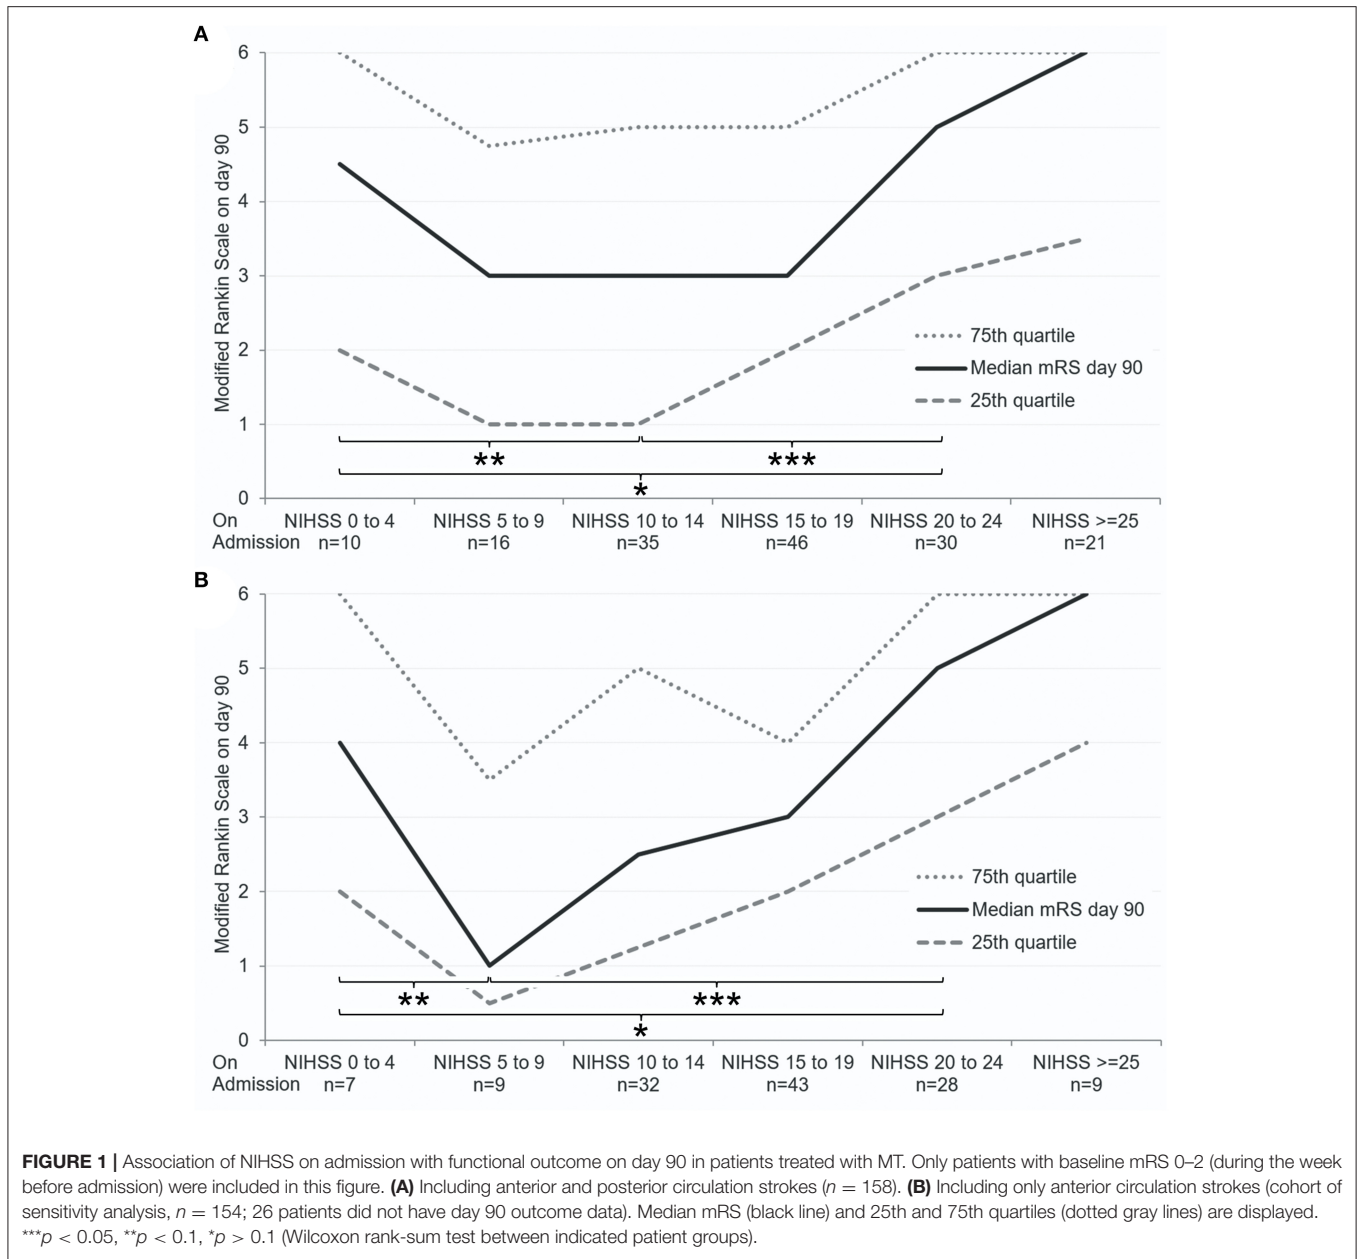 A
6
5
4
3
2
1
0
Modified Rankin Scale on day 90
75th quartile
Median mRS day 90
25th quartile
** ***
*
On Admission
NIHSS 0 to 4 NIHSS 5 to 9 NIHSS 10 to 14 NIHSS 15 to 19 NIHSS 20 to 24 NIHSS >=25
n=10 n=16 n=35 n=46 n=30 n=21
B
6
5
4
3
2
1
0
Modified Rankin Scale on day 90
75th quartile
Median mRS day 90
25th quartile
** ***
*
On Admission
NIHSS 0 to 4 NIHSS 5 to 9 NIHSS 10 to 14 NIHSS 15 to 19 NIHSS 20 to 24 NIHSS >=25
n=7 n=9 n=32 n=43 n=28 n=9
FIGURE 1 | Association of NIHSS on admission with functional outcome on day 90 in patients treated with MT. Only patients with baseline mRS 0–2 (during the week
before admission) were included in this figure. (A) Including anterior and posterior circulation strokes (n = 158). (B) Including only anterior circulation strokes (cohort of
sensitivity analysis, n = 154; 26 patients did not have day 90 outcome data). Median mRS (black line) and 25th and 75th quartiles (dotted gray lines) are displayed.
***p < 0.05, **p < 0.1, *p > 0.1 (Wilcoxon rank-sum test between indicated patient groups).